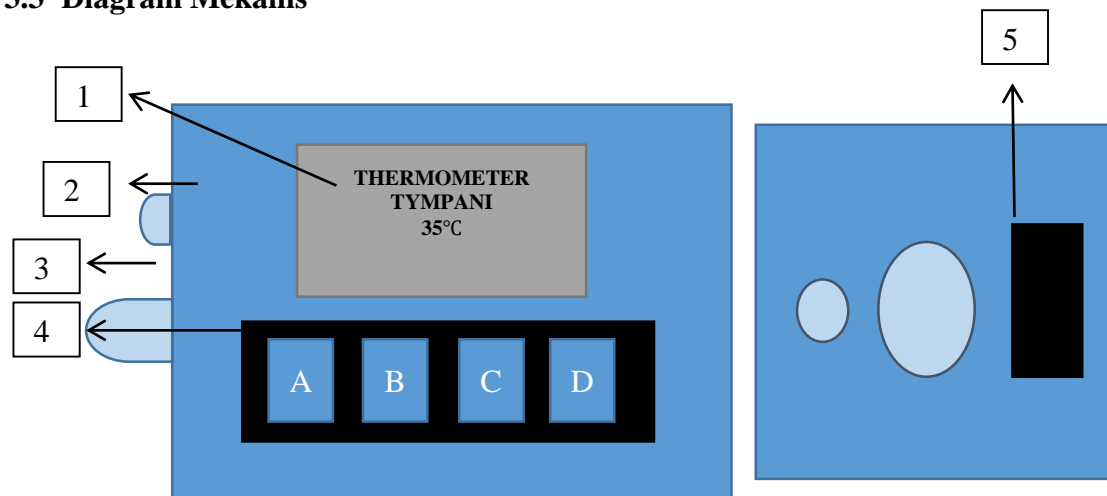 3.3 Diagram Mekanis
5
1
THERMOMETER
TYMPANI
35℃
2
3
4
A B C D